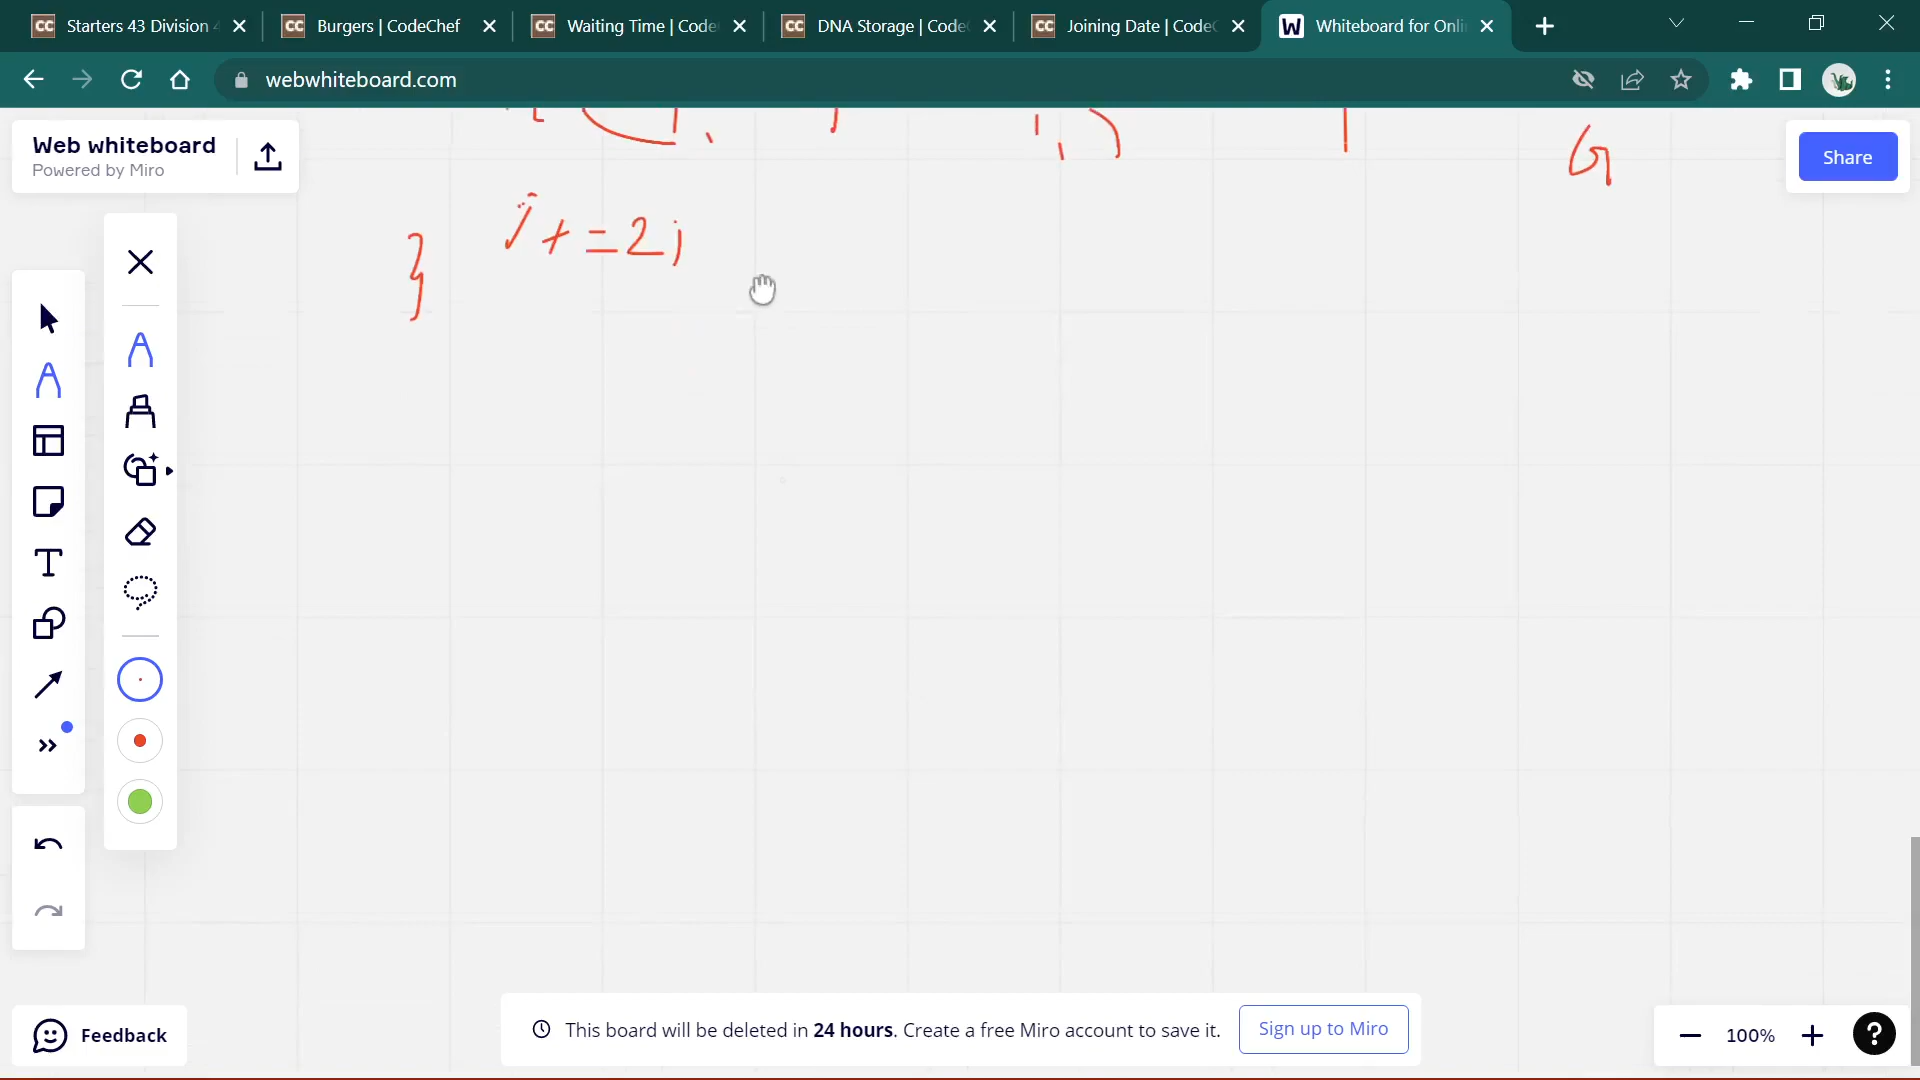 Starters 43 Division
Burgers | CodeChef
Waiting Time | Code
DNA Storage | Code
Joining Date | CodeC
Whiteboard for Onli
webwhiteboard.com
Web whiteboard
Powered by Miro
Share
G
i+=2;
}
Feedback
This board will be deleted in 24 hours. Create a free Miro account to save it.
Sign up to Miro
100%